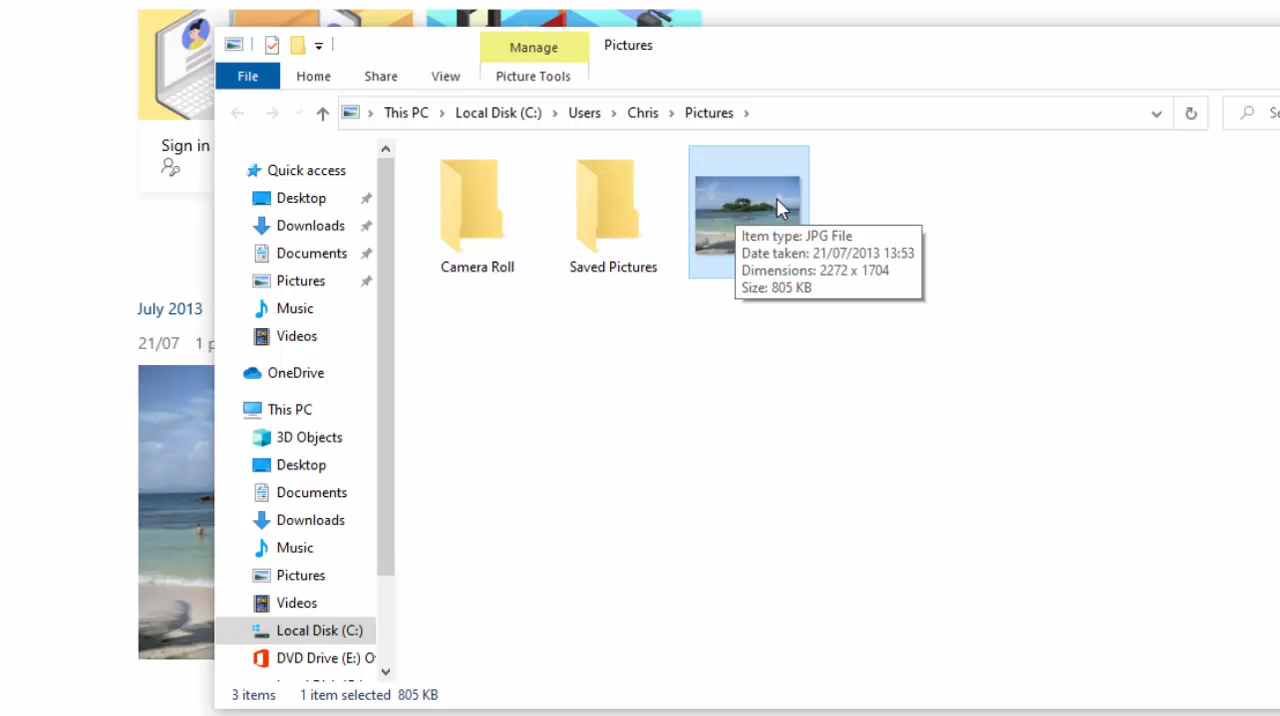 Manage
Pictures
File
Home
Share
View
Picture Tools
This PC
Local Disk (C:)
Users
Chris
Pictures
Sign in
Quick access
Desktop
Downloads
Documents
Pictures
Music
Videos
OneDrive
This PC
3D Objects
Desktop
Documents
Downloads
Music
Pictures
Videos
Local Disk (C:)
DVD Drive (E:)
Camera Roll
Saved Pictures
Item type: JPG File
Date taken: 21/07/2013 13:53
Dimensions: 2272 x 1704
Size: 805 KB
July 2013
21/07 1
3 items 1 item selected 805 KB